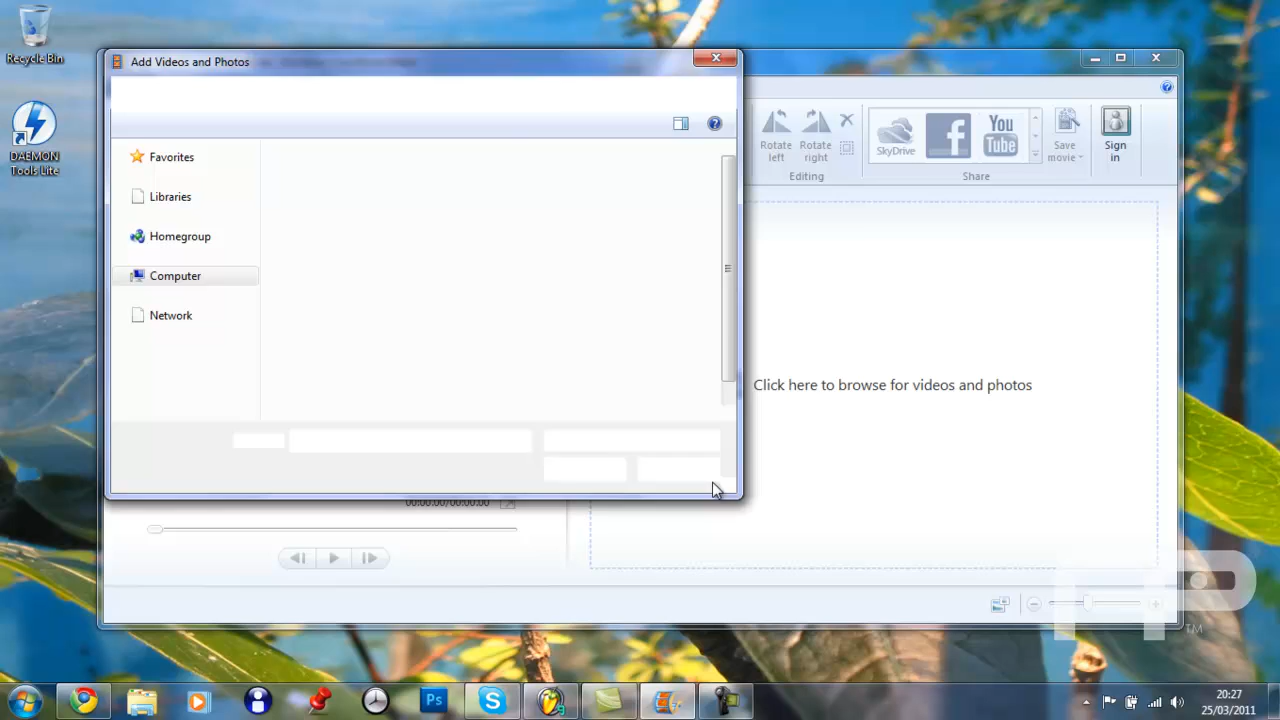 Recycle Bin
DAEMON
Tools Lite
Add Videos and Photos
Favorites
Libraries
Homegroup
Computer
Network
Rotate
left
Rotate
right
Editing
SkyDrive
f
You
Tube
Share
Save
movie
Sign
in
Click here to browse for videos and photos
00:00.00/00:00.00
Ps
TM
20:27
25/03/2011